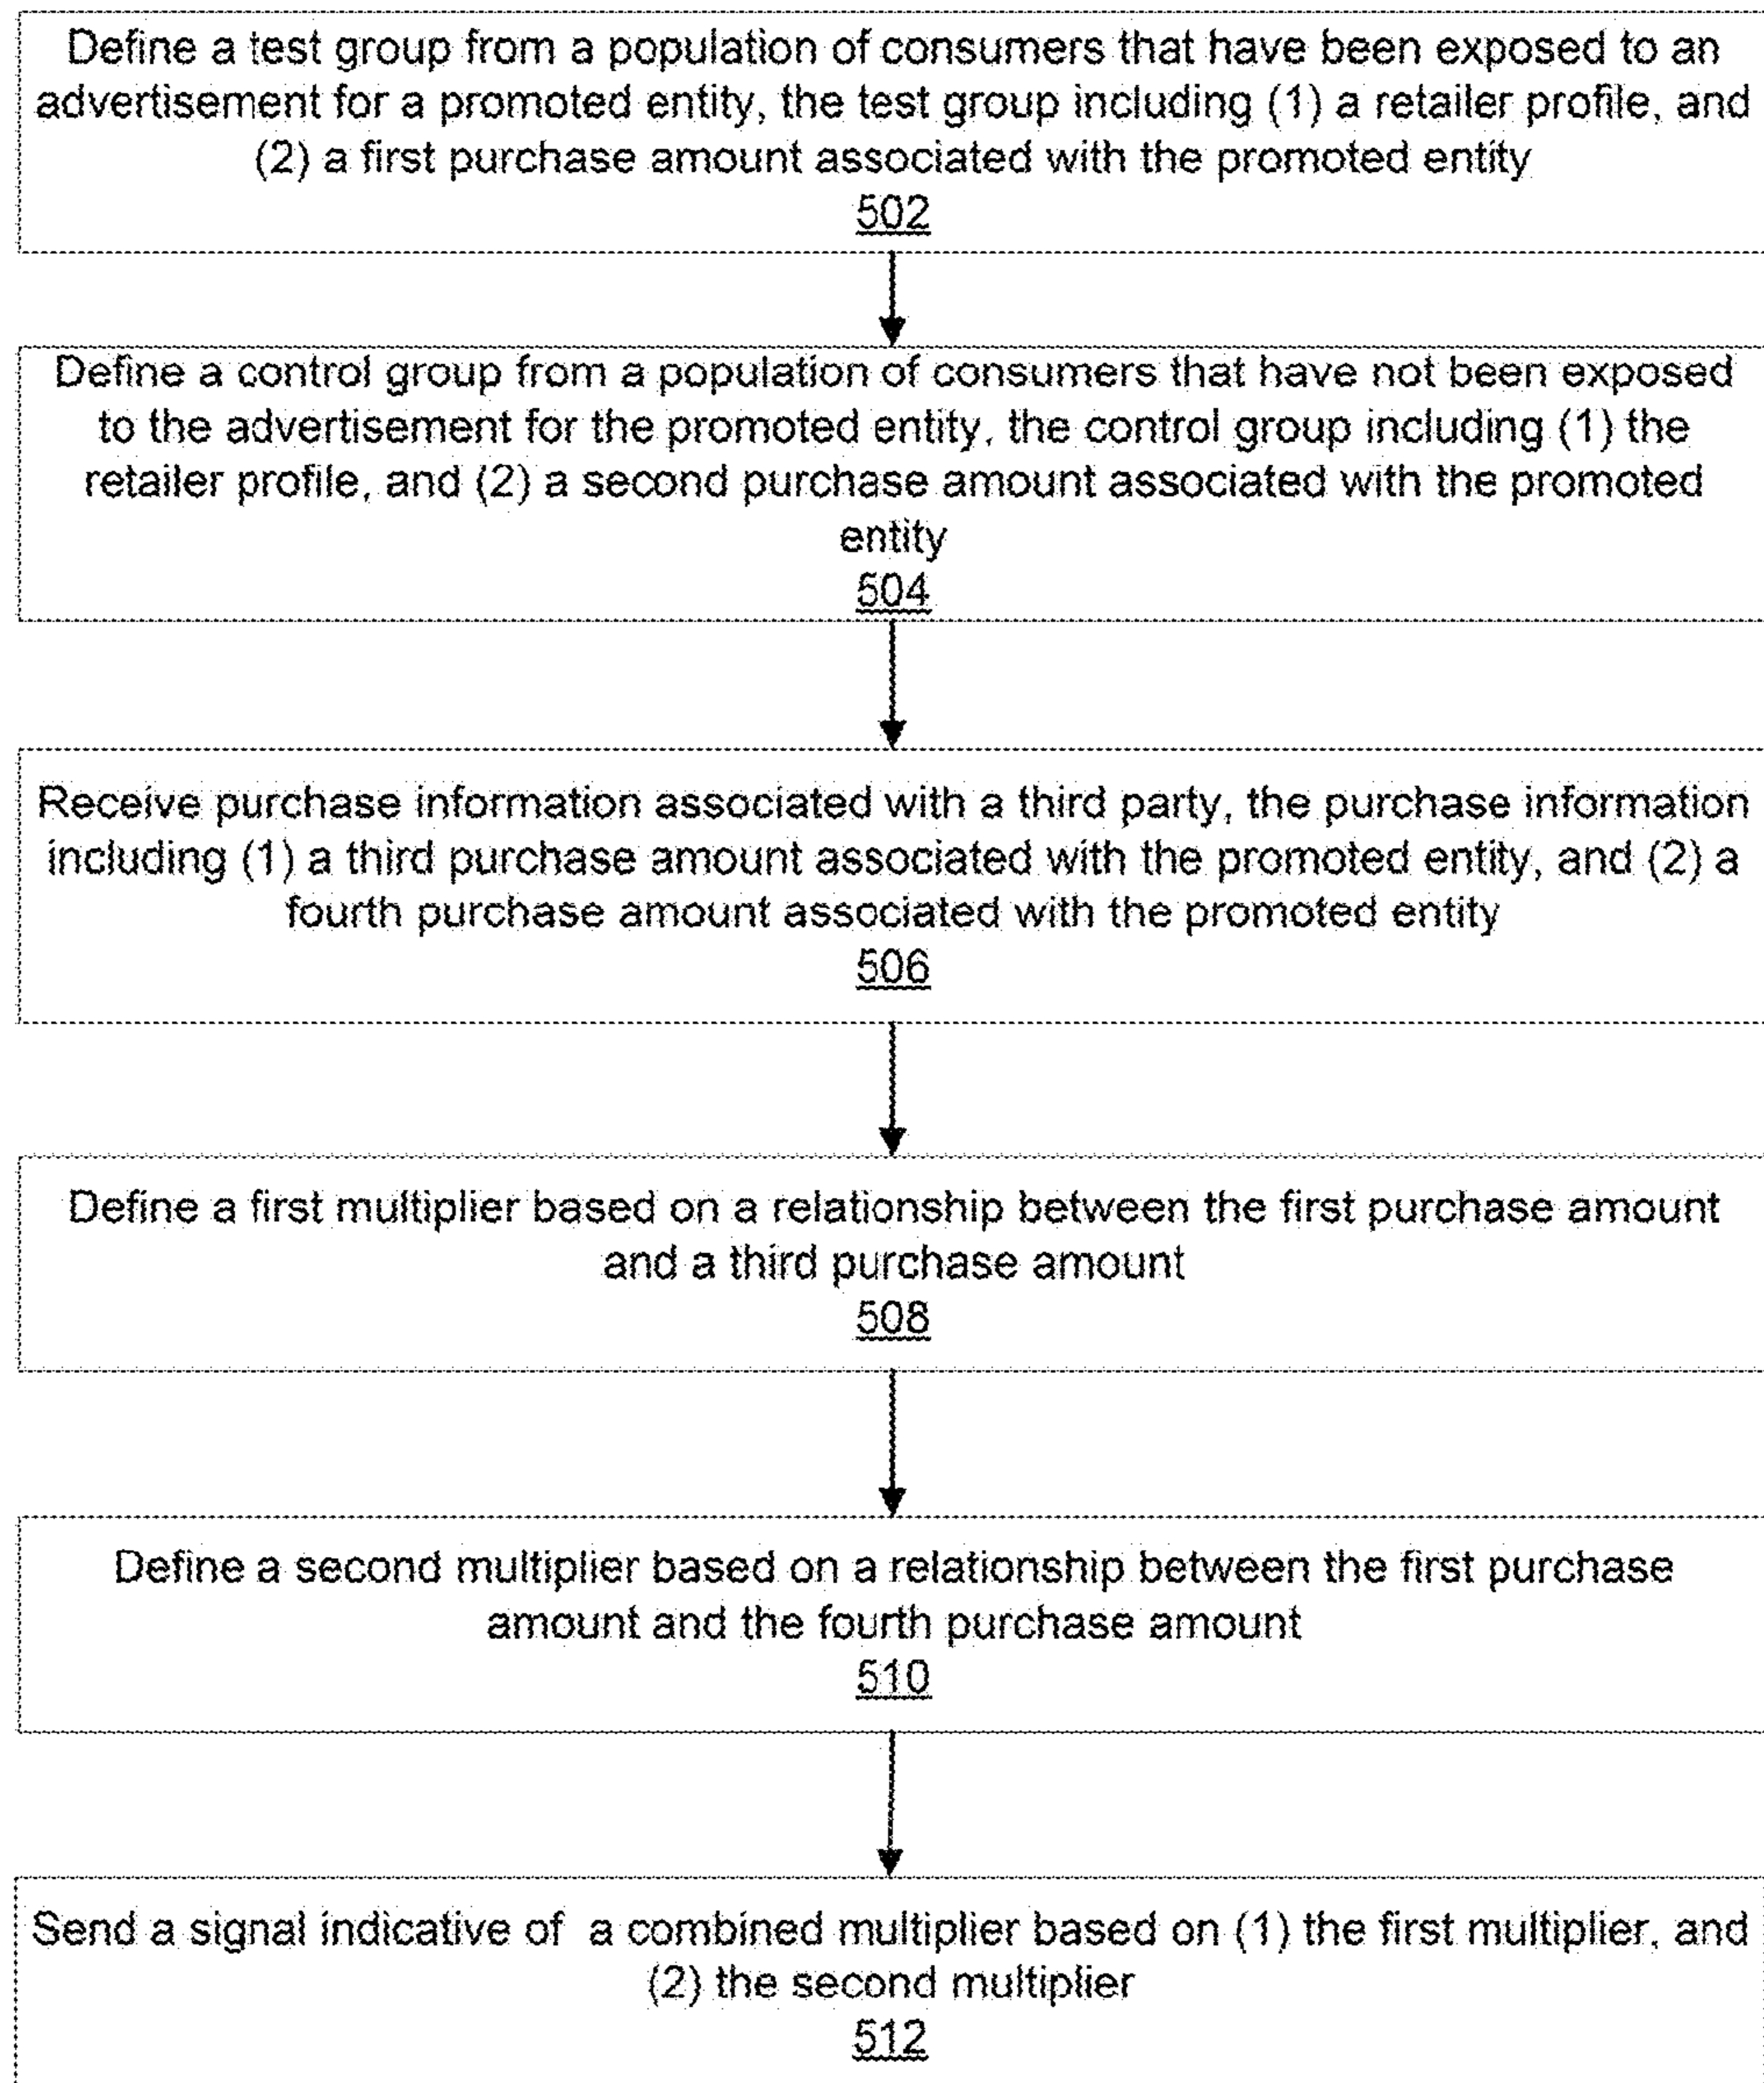 Define a test group from a population of consumers that have been exposed to an
advertisement for a promoted entity, the test group including (1) a retailer profile, and
(2) a first purchase amount associated with the promoted entity
502
Define a control group from a population of consumers that have not been exposed
to the advertisement for the promoted entity, the control group including (1) the
retailer profile, and (2) a second purchase amount associated with the promoted
entity
504
Receive purchase information associated with a third party, the purchase information
including (1) a third purchase amount associated with the promoted entity, and (2) a
fourth purchase amount associated with the promoted entity
506
Define a first multiplier based on a relationship between the first purchase amount
and a third purchase amount
508
Define a second multiplier based on a relationship between the first purchase
amount and the fourth purchase amount
510
Send a signal indicative of a combined multiplier based on (1) the first multiplier, and
(2) the second multiplier
512